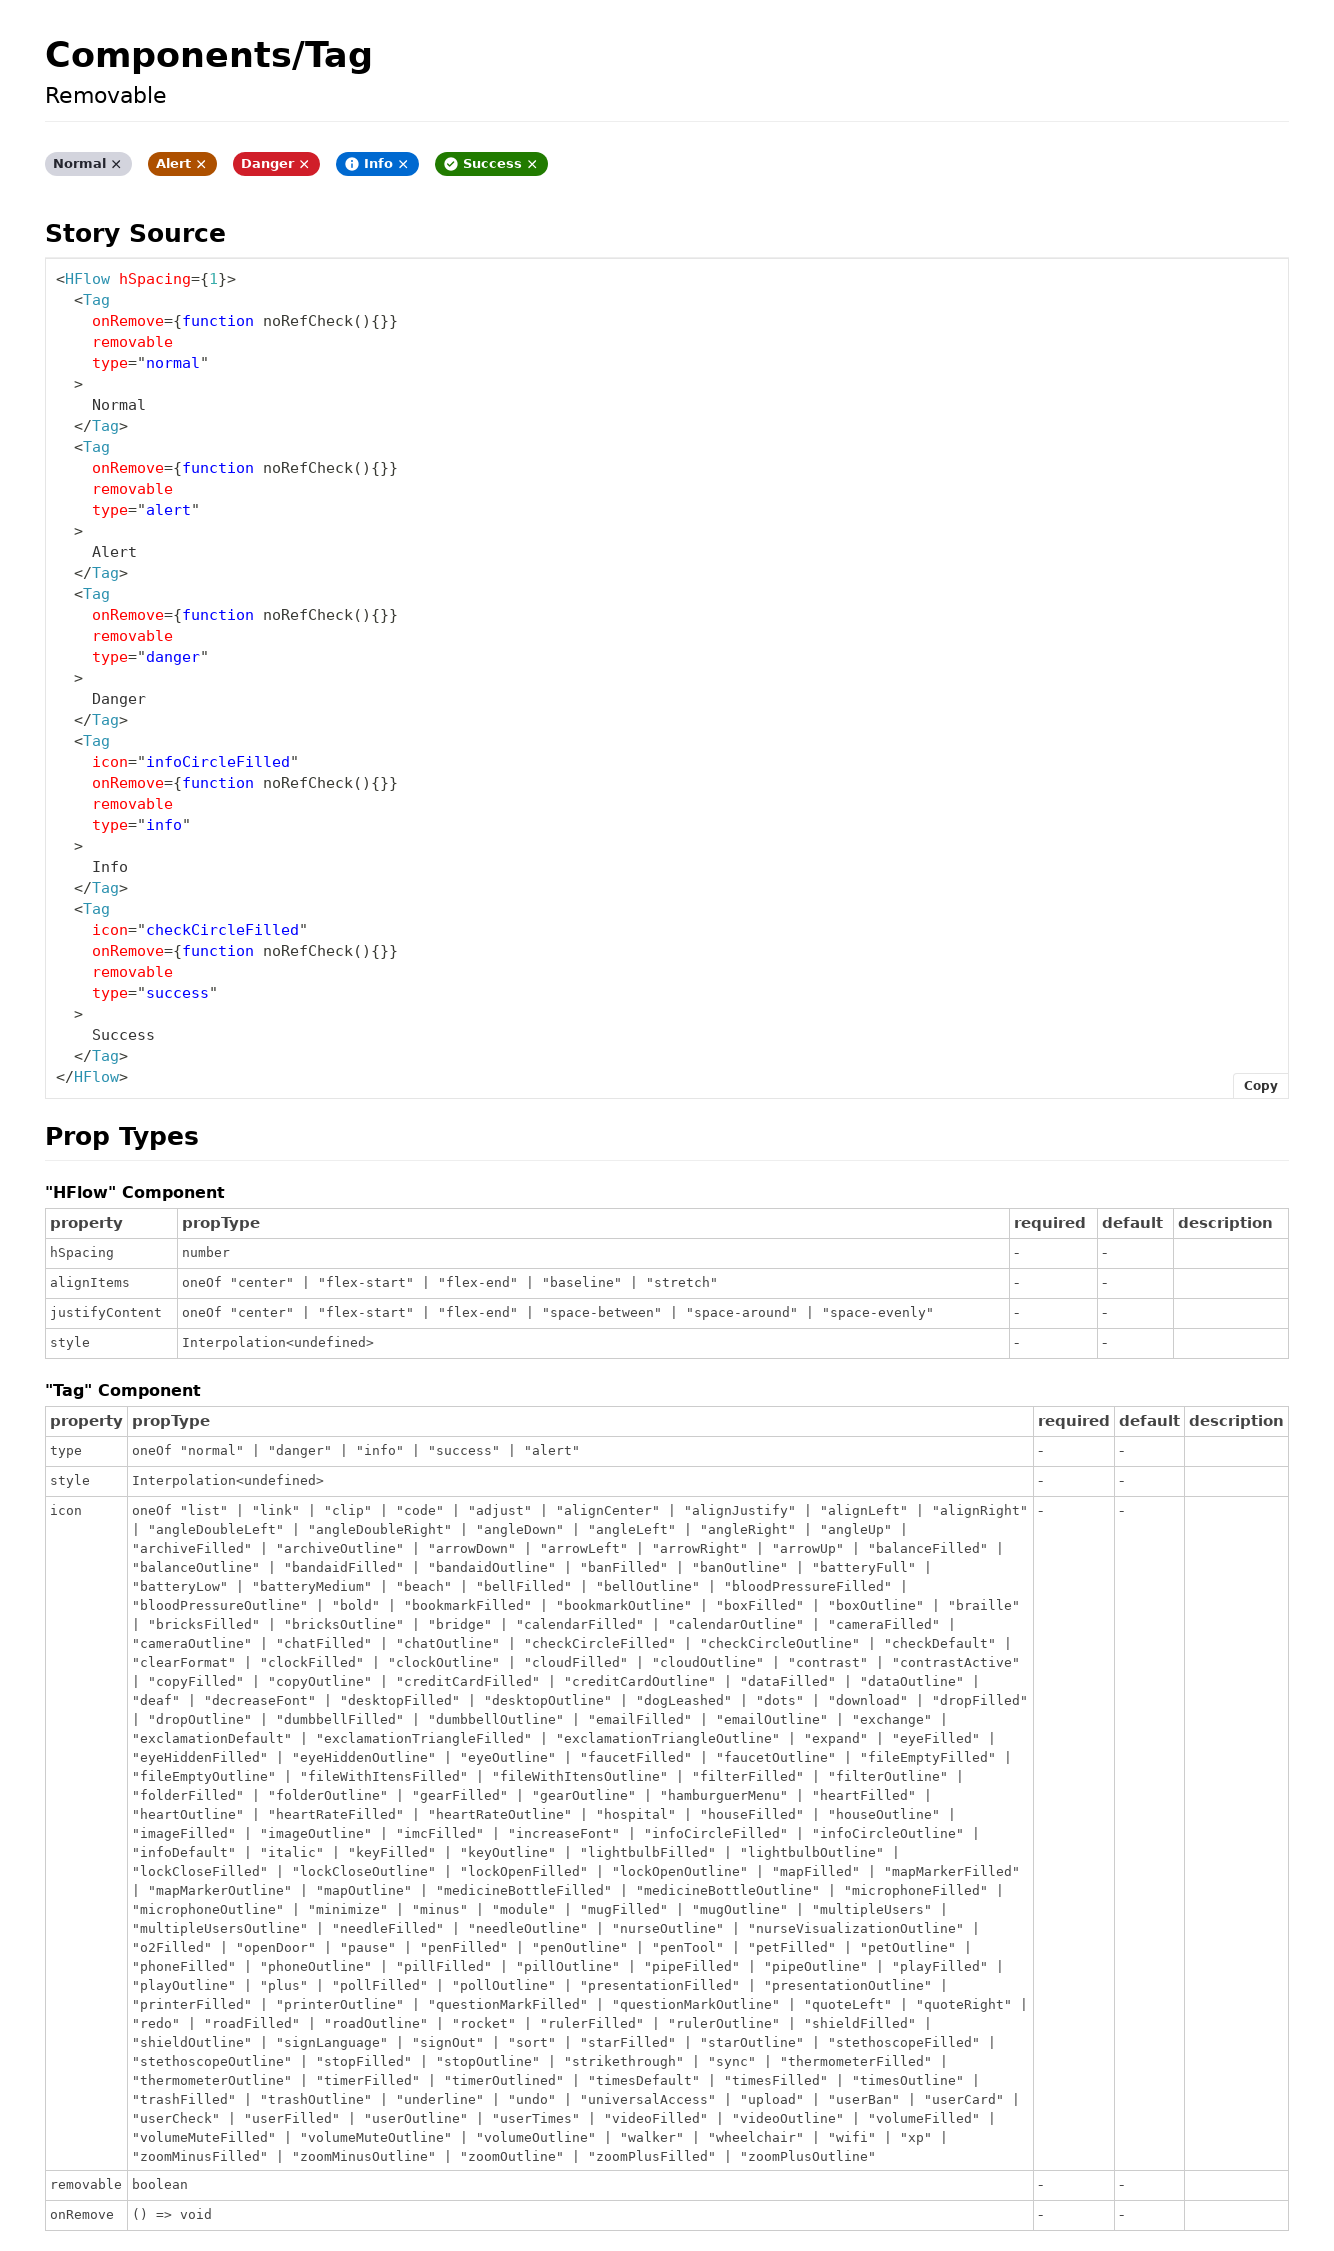 Components/Tag
Removable
Normal ✕ Alert ✕ Danger ✕ Info ✕ Success ✕
Story Source
<HFlow hSpacing={1}>
  <Tag
    onRemove={function noRefCheck(){}}
    removable
    type="normal"
  >
    Normal
  </Tag>
  <Tag
    onRemove={function noRefCheck(){}}
    removable
    type="alert"
  >
    Alert
  </Tag>
  <Tag
    onRemove={function noRefCheck(){}}
    removable
    type="danger"
  >
    Danger
  </Tag>
  <Tag
    icon="infoCircleFilled"
    onRemove={function noRefCheck(){}}
    removable
    type="info"
  >
    Info
  </Tag>
  <Tag
    icon="checkCircleFilled"
    onRemove={function noRefCheck(){}}
    removable
    type="success"
  >
    Success
  </Tag>
</HFlow>
Copy
Prop Types
"HFlow" Component
property propType required default description
hSpacing number - -
alignItems oneOf "center" | "flex-start" | "flex-end" | "baseline" | "stretch" - -
justifyContent oneOf "center" | "flex-start" | "flex-end" | "space-between" | "space-around" | "space-evenly" - -
style Interpolation<undefined> - -
"Tag" Component
property propType required default description
type oneOf "normal" | "danger" | "info" | "success" | "alert" - -
style Interpolation<undefined> - -
icon oneOf "list" | "link" | "clip" | "code" | "adjust" | "alignCenter" | "alignJustify" | "alignLeft" | "alignRight" - -
| "angleDoubleLeft" | "angleDoubleRight" | "angleDown" | "angleLeft" | "angleRight" | "angleUp" |
"archiveFilled" | "archiveOutline" | "arrowDown" | "arrowLeft" | "arrowRight" | "arrowUp" | "balanceFilled" |
"balanceOutline" | "bandaidFilled" | "bandaidOutline" | "banFilled" | "banOutline" | "batteryFull" |
"batteryLow" | "batteryMedium" | "beach" | "bellFilled" | "bellOutline" | "bloodPressureFilled" |
"bloodPressureOutline" | "bold" | "bookmarkFilled" | "bookmarkOutline" | "boxFilled" | "boxOutline" | "braille"
| "bricksFilled" | "bricksOutline" | "bridge" | "calendarFilled" | "calendarOutline" | "cameraFilled" |
"cameraOutline" | "chatFilled" | "chatOutline" | "checkCircleFilled" | "checkCircleOutline" | "checkDefault" |
"clearFormat" | "clockFilled" | "clockOutline" | "cloudFilled" | "cloudOutline" | "contrast" | "contrastActive"
| "copyFilled" | "copyOutline" | "creditCardFilled" | "creditCardOutline" | "dataFilled" | "dataOutline" |
"deaf" | "decreaseFont" | "desktopFilled" | "desktopOutline" | "dogLeashed" | "dots" | "download" | "dropFilled"
| "dropOutline" | "dumbbellFilled" | "dumbbellOutline" | "emailFilled" | "emailOutline" | "exchange" |
"exclamationDefault" | "exclamationTriangleFilled" | "exclamationTriangleOutline" | "expand" | "eyeFilled" |
"eyeHiddenFilled" | "eyeHiddenOutline" | "eyeOutline" | "faucetFilled" | "faucetOutline" | "fileEmptyFilled" |
"fileEmptyOutline" | "fileWithItensFilled" | "fileWithItensOutline" | "filterFilled" | "filterOutline" |
"folderFilled" | "folderOutline" | "gearFilled" | "gearOutline" | "hamburguerMenu" | "heartFilled" |
"heartOutline" | "heartRateFilled" | "heartRateOutline" | "hospital" | "houseFilled" | "houseOutline" |
"imageFilled" | "imageOutline" | "imcFilled" | "increaseFont" | "infoCircleFilled" | "infoCircleOutline" |
"infoDefault" | "italic" | "keyFilled" | "keyOutline" | "lightbulbFilled" | "lightbulbOutline" |
"lockCloseFilled" | "lockCloseOutline" | "lockOpenFilled" | "lockOpenOutline" | "mapFilled" | "mapMarkerFilled"
| "mapMarkerOutline" | "mapOutline" | "medicineBottleFilled" | "medicineBottleOutline" | "microphoneFilled" |
"microphoneOutline" | "minimize" | "minus" | "module" | "mugFilled" | "mugOutline" | "multipleUsers" |
"multipleUsersOutline" | "needleFilled" | "needleOutline" | "nurseOutline" | "nurseVisualizationOutline" |
"o2Filled" | "openDoor" | "pause" | "penFilled" | "penOutline" | "penTool" | "petFilled" | "petOutline" |
"phoneFilled" | "phoneOutline" | "pillFilled" | "pillOutline" | "pipeFilled" | "pipeOutline" | "playFilled" |
"playOutline" | "plus" | "pollFilled" | "pollOutline" | "presentationFilled" | "presentationOutline" |
"printerFilled" | "printerOutline" | "questionMarkFilled" | "questionMarkOutline" | "quoteLeft" | "quoteRight" |
"redo" | "roadFilled" | "roadOutline" | "rocket" | "rulerFilled" | "rulerOutline" | "shieldFilled" |
"shieldOutline" | "signLanguage" | "signOut" | "sort" | "starFilled" | "starOutline" | "stethoscopeFilled" |
"stethoscopeOutline" | "stopFilled" | "stopOutline" | "strikethrough" | "sync" | "thermometerFilled" |
"thermometerOutline" | "timerFilled" | "timerOutlined" | "timesDefault" | "timesFilled" | "timesOutline" |
"trashFilled" | "trashOutline" | "underline" | "undo" | "universalAccess" | "upload" | "userBan" | "userCard" |
"userCheck" | "userFilled" | "userOutline" | "userTimes" | "videoFilled" | "videoOutline" | "volumeFilled" |
"volumeMuteFilled" | "volumeMuteOutline" | "volumeOutline" | "walker" | "wheelchair" | "wifi" | "xp" |
"zoomMinusFilled" | "zoomMinusOutline" | "zoomOutline" | "zoomPlusFilled" | "zoomPlusOutline"
removable boolean - -
onRemove () => void - -